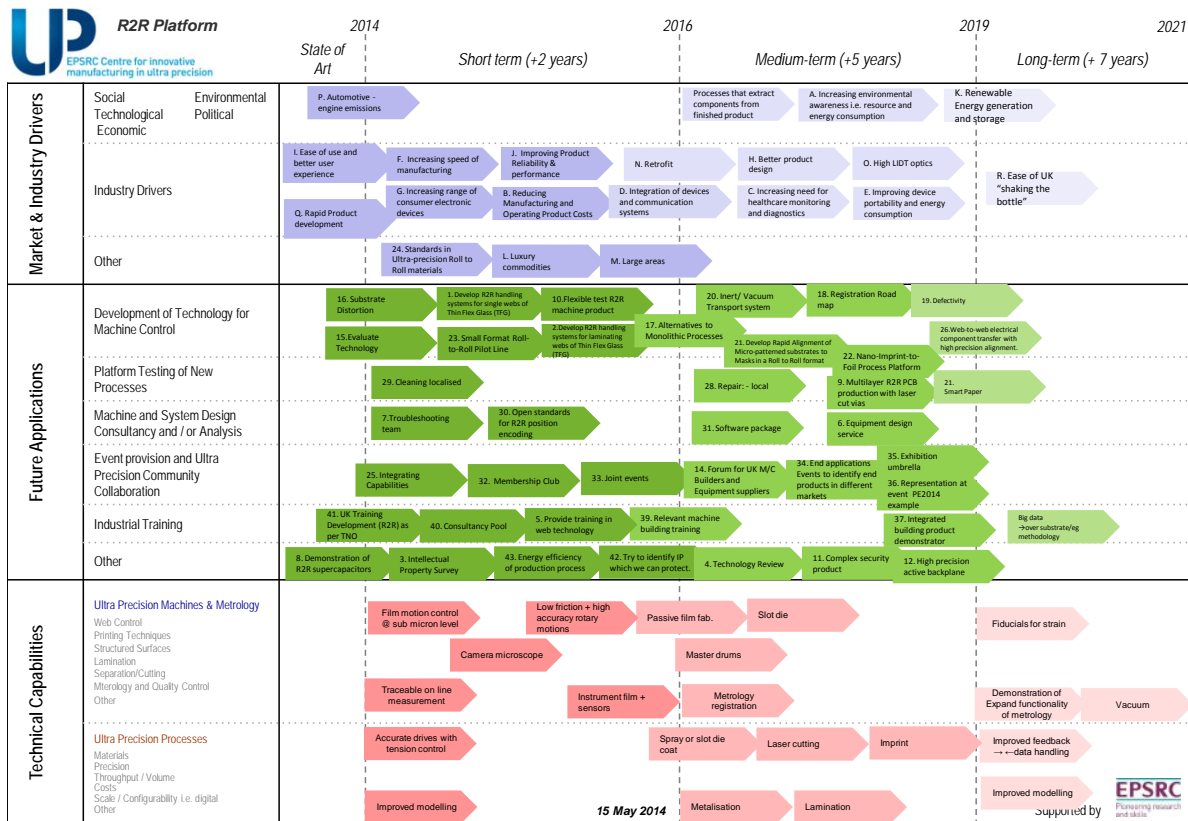 UP
EPSRC Centre for innovative
manufacturing in ultra precision
R2R Platform
2014
2016
2019
2021
State of
Art
Short term (+2 years)
Medium-term (+5 years)
Long-term (+ 7 years)
Market & Industry Drivers
Social Environmental
Technological Political
Economic
P. Automotive -
engine emissions
Processes that extract
components from
finished product
A. Increasing environmental
awareness i.e. resource and
energy consumption
K. Renewable
Energy generation
and storage
Industry Drivers
I. Ease of use and
better user
experience
F. Increasing speed of
manufacturing
J. Improving Product
Reliability &
performance
N. Retrofit
H. Better product
design
O. High LIDT optics
Q. Rapid Product
development
G. Increasing range of
consumer electronic
devices
B. Reducing
Manufacturing and
Operating Product Costs
D. Integration of devices
and communication
systems
C. Increasing need for
healthcare monitoring
and diagnostics
E. Improving device
portability and energy
consumption
R. Ease of UK
“shaking the
bottle”
Other
24. Standards in
Ultra-precision Roll to
Roll materials
L. Luxury
commodities
M. Large areas
Future Applications
Development of Technology for
Machine Control
16. Substrate
Distortion
1. Develop R2R handling
systems for single webs of
Thin Flex Glass (TFG)
10.Flexible test R2R
machine product
20. Inert/ Vacuum
Transport system
18. Registration Road
map
19. Defectivity
15.Evaluate
Technology
23. Small Format Roll-
to-Roll Pilot Line
2.Develop R2R handling
systems for laminating
webs of Thin Flex Glass
(TFG)
17. Alternatives to
Monolithic Processes
21. Develop Rapid Alignment of
Micro-patterned substrates to
Masks in a Roll to Roll format
22. Nano-Imprint-to-
Foil Process Platform
26.Web-to-web electrical
component transfer with
high precision alignment.
Platform Testing of New
Processes
29. Cleaning localised
28. Repair: - local
9. Multilayer R2R PCB
production with laser
cut vias
21.
Smart Paper
Machine and System Design
Consultancy and / or Analysis
7.Troubleshooting
team
30. Open standards
for R2R position
encoding
31. Software package
6. Equipment design
service
Event provision and Ultra
Precision Community
Collaboration
25. Integrating
Capabilities
32. Membership Club
33. Joint events
14. Forum for UK M/C
Builders and
Equipment suppliers
34. End applications
Events to identify end
products in different
markets
35. Exhibition
umbrella
36. Representation at
event PE2014
example
Industrial Training
41. UK Training
Development (R2R) as
per TNO
40. Consultancy Pool
5. Provide training in
web technology
39. Relevant machine
building training
37. Integrated
building product
demonstrator
Big data
→over substrate/eg
methodology
Other
8. Demonstration of
R2R supercapacitors
3. Intellectual
Property Survey
43. Energy efficiency
of production process
42. Try to identify IP
which we can protect.
4. Technology Review
11. Complex security
product
12. High precision
active backplane
Technical Capabilities
Ultra Precision Machines & Metrology
Web Control
Printing Techniques
Structured Surfaces
Lamination
Separation/Cutting
Mterology and Quality Control
Other
Film motion control
@ sub micron level
Low friction + high
accuracy rotary
motions
Passive film fab.
Slot die
Fiducials for strain
Camera microscope
Master drums
Traceable on line
measurement
Instrument film +
sensors
Metrology
registration
Demonstration of
Expand functionality
of metrology
Vacuum
Ultra Precision Processes
Materials
Precision
Throughput / Volume
Costs
Scale / Configurability i.e. digital
Other
Accurate drives with
tension control
Spray or slot die
coat
Laser cutting
Imprint
Improved feedback
→ ←data handling
Improved modelling
Metalisation
Lamination
Improved modelling
15 May 2014
Supported by
EPSRC
Pioneering research
and skills